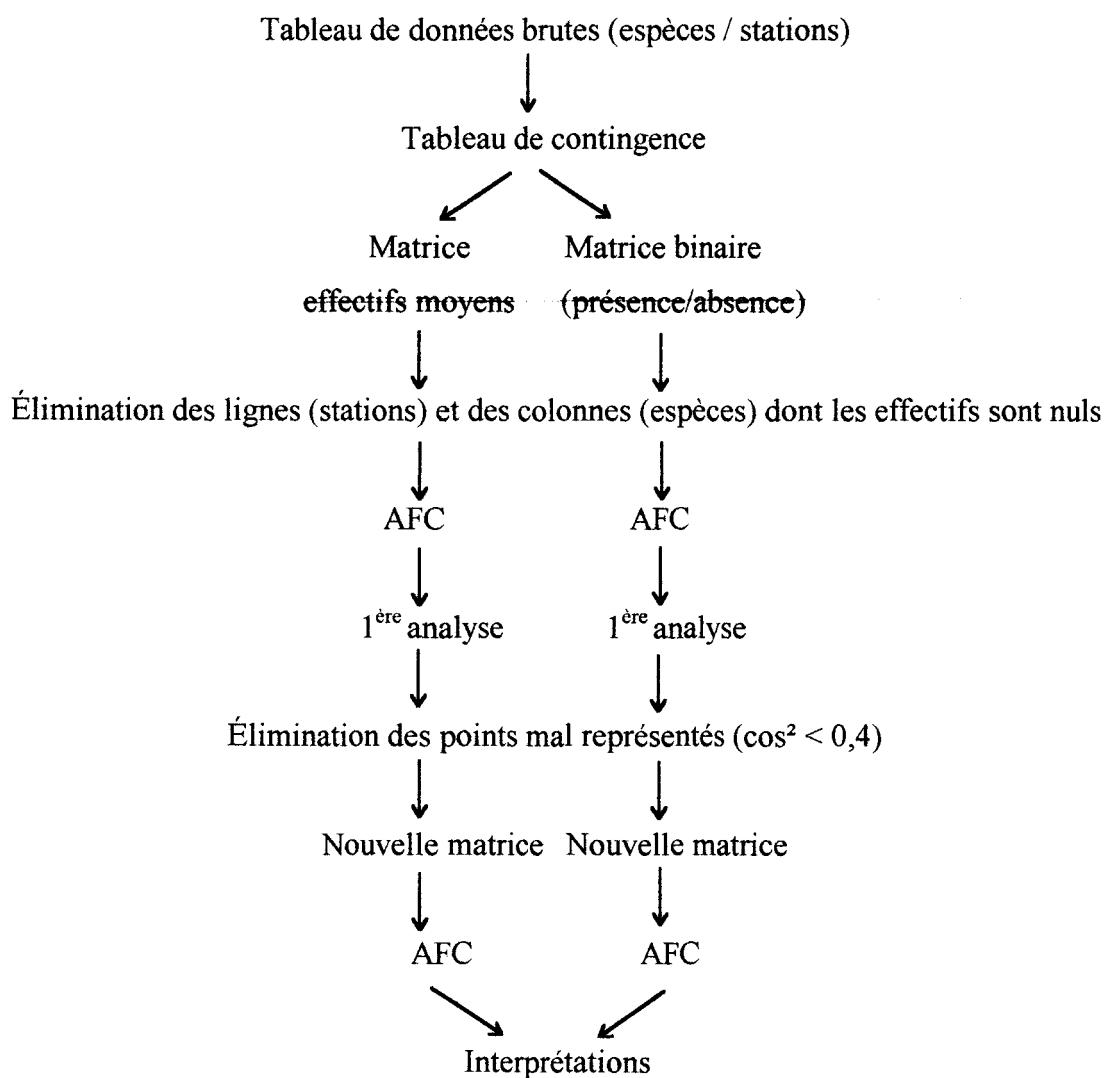 Tableau de données brutes (espèces / stations)
Tableau de contingence
Matrice Matrice binaire
effectifs moyens (présence/absence)
Élimination des lignes (stations) et des colonnes (espèces) dont les effectifs sont nuls
AFC AFC
1ère analyse 1ère analyse
Élimination des points mal représentés (cos² < 0,4)
Nouvelle matrice Nouvelle matrice
AFC AFC
Interprétations